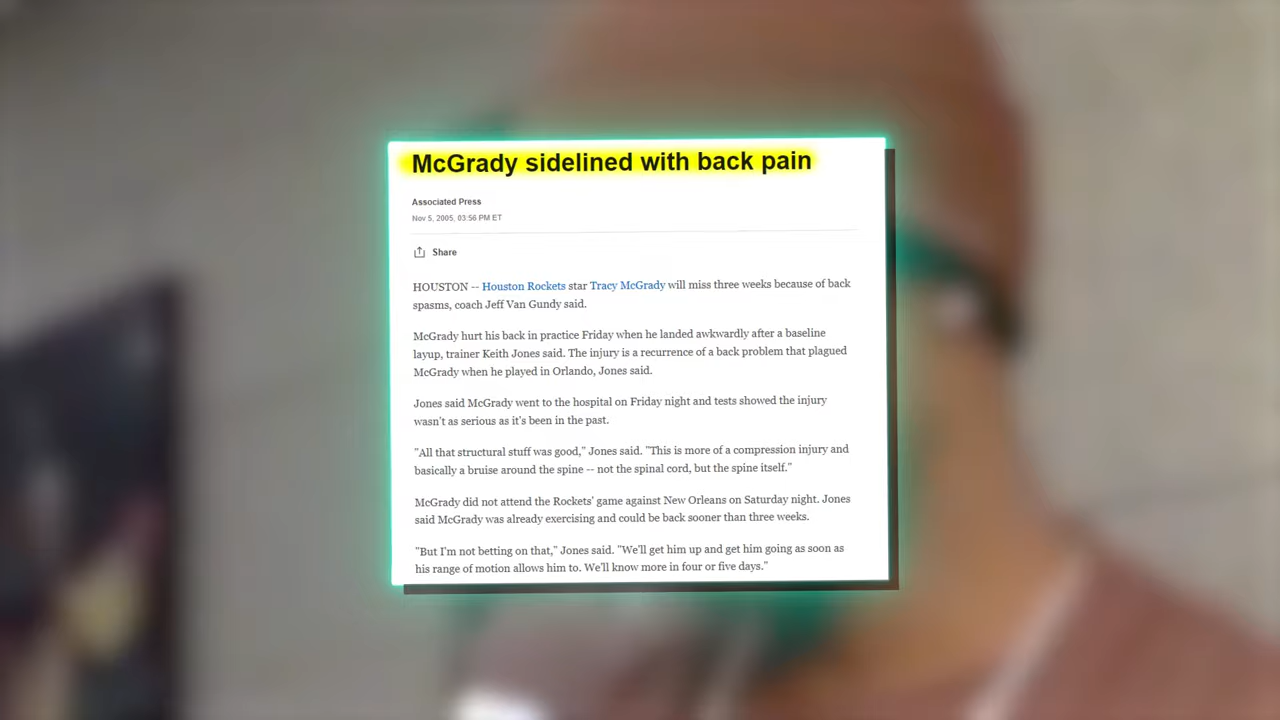 McGrady sidelined with back pain
Associated Press
Nov 5, 2005, 03:56 PM ET
Share
HOUSTON -- Houston Rockets star Tracy McGrady will miss three weeks because of back
spasms, coach Jeff Van Gundy said.
McGrady hurt his back in practice Friday when he landed awkwardly after a baseline
layup, trainer Keith Jones said. The injury is a recurrence of a back problem that plagued
McGrady when he played in Orlando, Jones said.
Jones said McGrady went to the hospital on Friday night and tests showed the injury
wasn't as serious as it's been in the past.
"All that structural stuff was good," Jones said. "This is more of a compression injury and
basically a bruise around the spine -- not the spinal cord, but the spine itself."
McGrady did not attend the Rockets' game against New Orleans on Saturday night. Jones
said McGrady was already exercising and could be back sooner than three weeks.
"But I'm not betting on that," Jones said. "We'll get him up and get him going as soon as
his range of motion allows him to. We'll know more in four or five days."